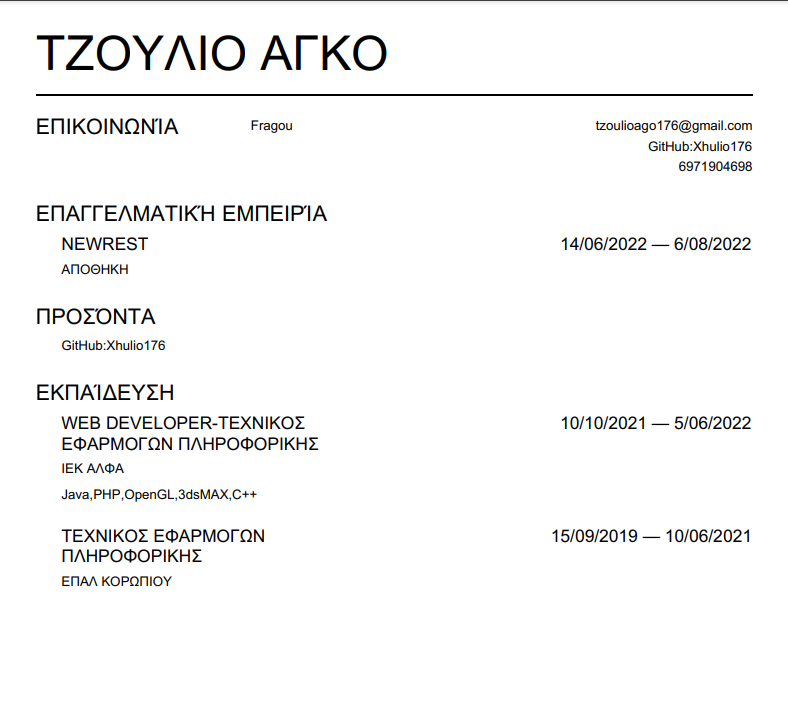 ΤΖΟΥΛΙΟ ΑΓΚΟ
ΕΠΙΚΟΙΝΩΝΊΑ
Fragou
tzoulioago176@gmail.com
GitHub:Xhulio176
6971904698
ΕΠΑΓΓΕΛΜΑΤΙΚΉ ΕΜΠΕΙΡΊΑ
NEWREST
14/06/2022 — 6/08/2022
ΑΠΟΘΗΚΗ
ΠΡΟΣΌΝΤΑ
GitHub:Xhulio176
ΕΚΠΑΊΔΕΥΣΗ
WEB DEVELOPER-ΤΕΧΝΙΚΟΣ
10/10/2021 — 5/06/2022
ΕΦΑΡΜΟΓΩΝ ΠΛΗΡΟΦΟΡΙΚΗΣ
ΙΕΚ ΑΛΦΑ
Java,PHP,OpenGL,3dsMAX,C++
ΤΕΧΝΙΚΟΣ ΕΦΑΡΜΟΓΩΝ
15/09/2019 — 10/06/2021
ΠΛΗΡΟΦΟΡΙΚΗΣ
ΕΠΑΛ ΚΟΡΩΠΙΟΥ